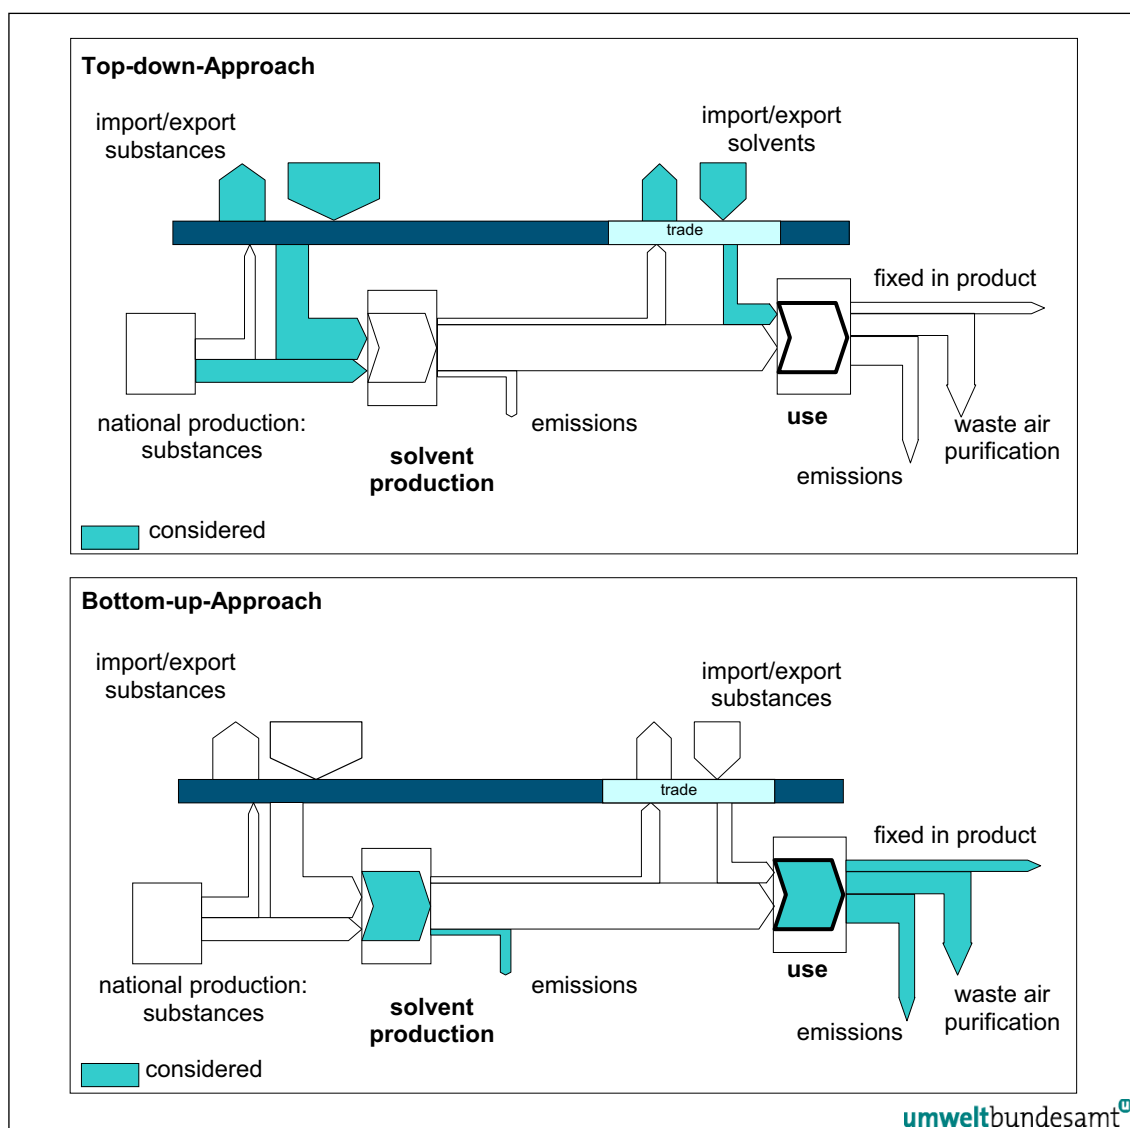 Top-down-Approach
import/export
substances
import/export
solvents
trade
fixed in product
national production:
substances
solvent
production
emissions
use
waste air
purification
emissions
considered
Bottom-up-Approach
import/export
substances
import/export
substances
trade
fixed in product
national production:
substances
solvent
production
emissions
use
waste air
purification
emissions
considered
umweltbundesamt